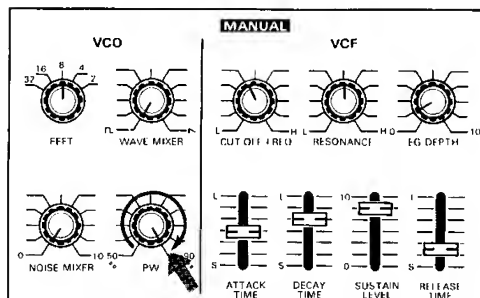 MANUAL
VCO
VCF
16 8 4
32 2
FEET
WAVE MIXER
L H
CUT OFF FREQ
L H
RESONANCE
0 10
EG DEPTH
0 10
NOISE MIXER
50 % 90 %
PW
L
S
ATTACK TIME
L
S
DECAY TIME
10
0
SUSTAIN LEVEL
L
S
RELEASE TIME